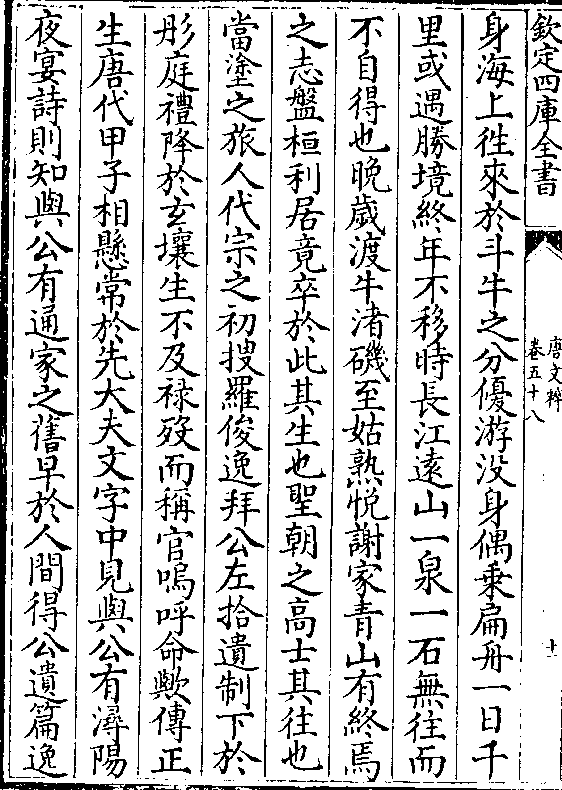 欽定四庫全書
唐文粹
卷五十八
十
身海上徃來於斗牛之分優游没身偶乗扁舟一日千
里或遇勝境終年不移時長江逺山一泉一石無往而
不自得也晚歲渡牛渚磯至姑熟悦謝家青山有終焉
之志盤桓利居竟卒於此其生也聖朝之高士其往也
當塗之旅人代宗之初搜羅俊逸拜公左拾遺制下於
彤庭禮降於𤣥壤生不及禄殁而稱官嗚呼命歟傳正
生唐代甲子相懸常於先大夫文字中見與公有潯陽
夜宴詩則知與公有通家之舊早於人間得公遺篇逸